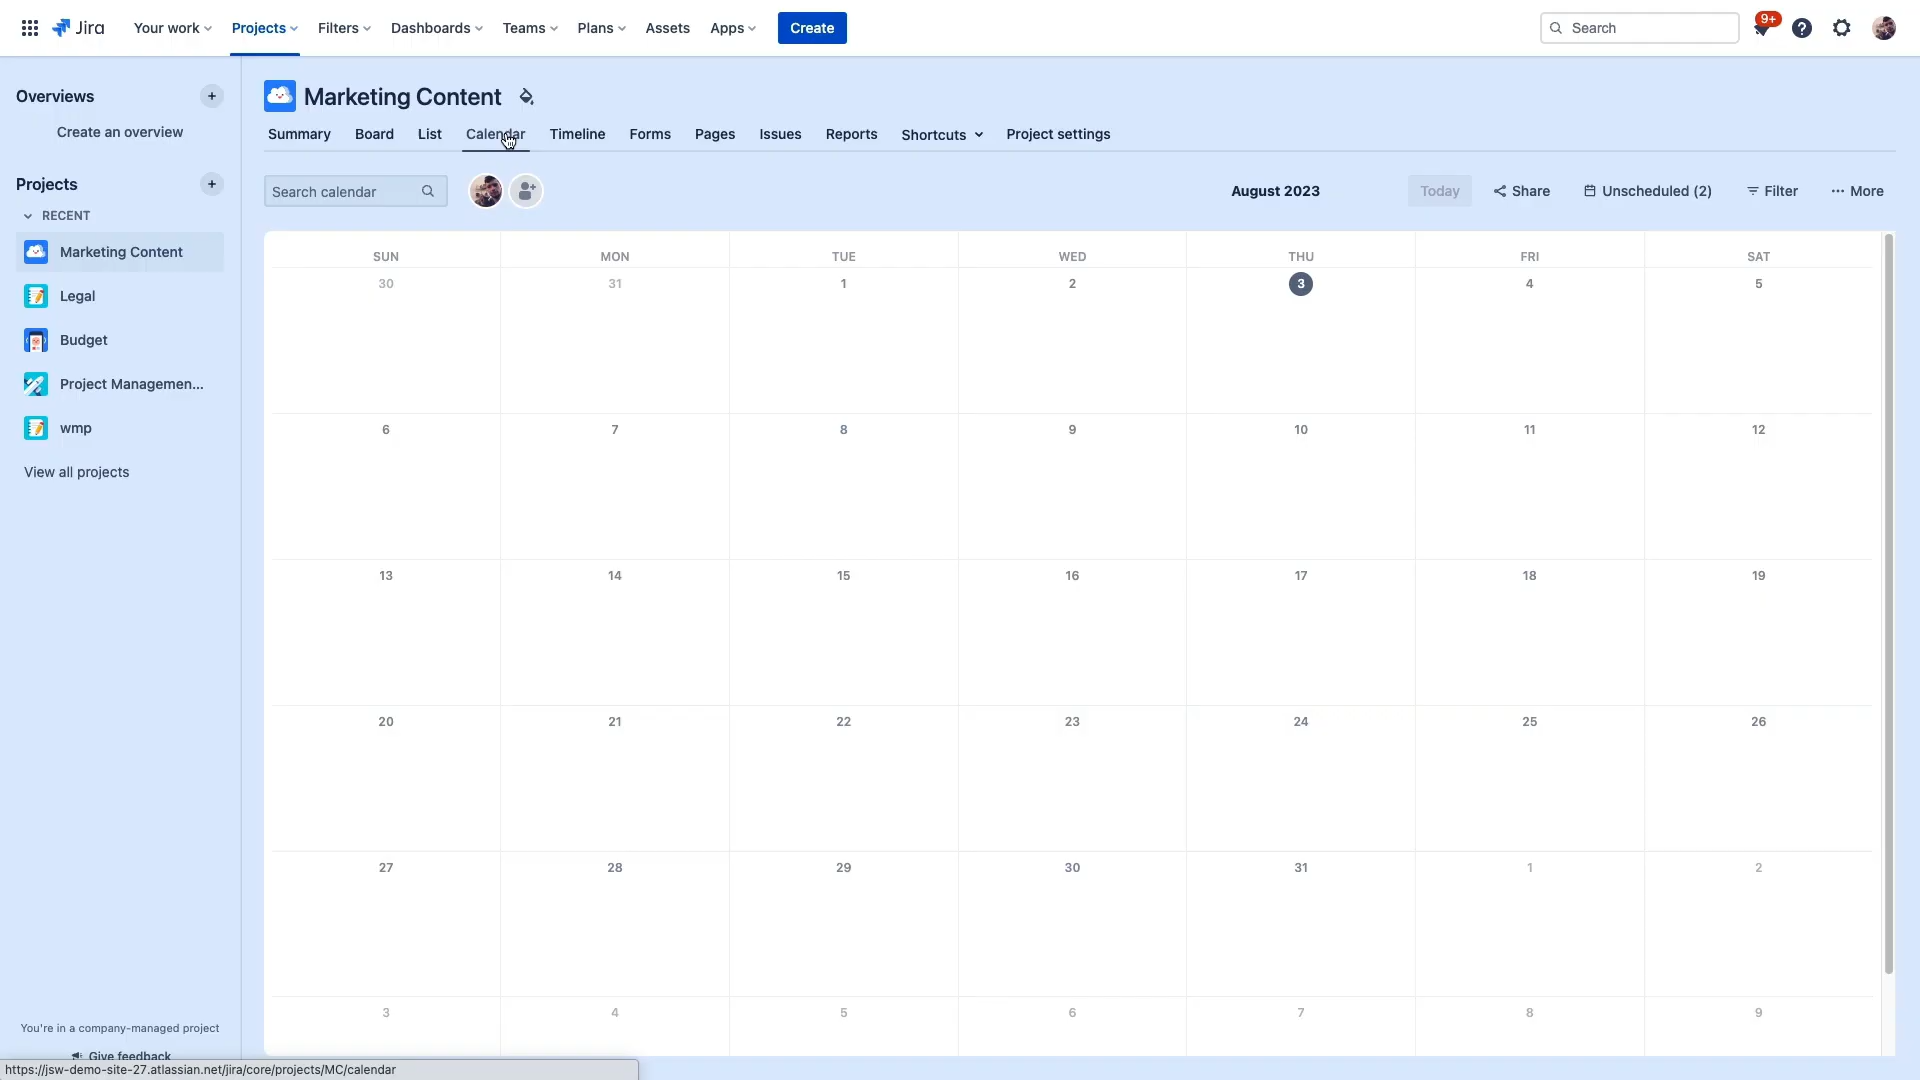 Jira Your work Projects Filters Dashboards Teams Plans Assets Apps Create Search 9+
Overviews
Create an overview
Projects
RECENT
Marketing Content
Legal
Budget
Project Managemen...
wmp
View all projects
You're in a company-managed project
Give feedback
Marketing Content
Summary Board List Calendar Timeline Forms Pages Issues Reports Shortcuts Project settings
Search calendar August 2023 Today Share Unscheduled (2) Filter More
SUN MON TUE WED THU FRI SAT
30 31 1 2 3 4 5
6 7 8 9 10 11 12
13 14 15 16 17 18 19
20 21 22 23 24 25 26
27 28 29 30 31 1 2
3 4 5 6 7 8 9
https://jsw-demo-site-27.atlassian.net/jira/core/projects/MC/calendar